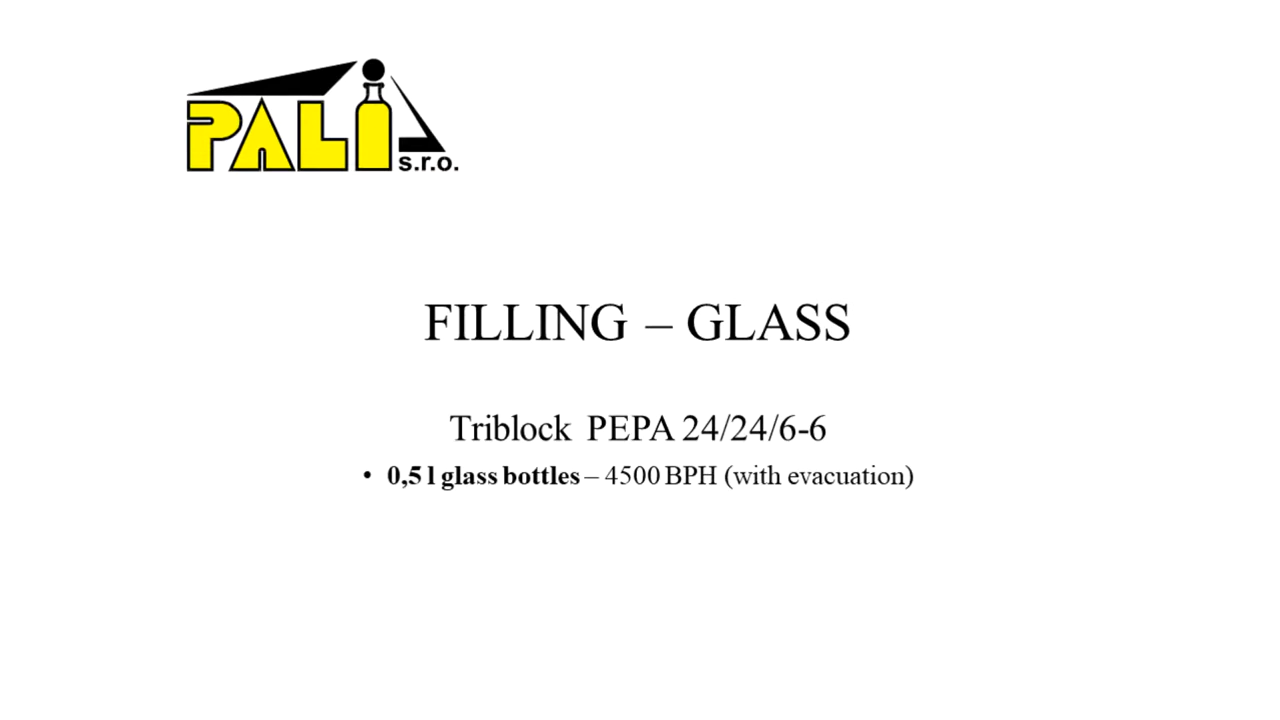 PALI s.r.o.
FILLING – GLASS
Triblock PEPA 24/24/6-6
• 0,5 l glass bottles – 4500 BPH (with evacuation)